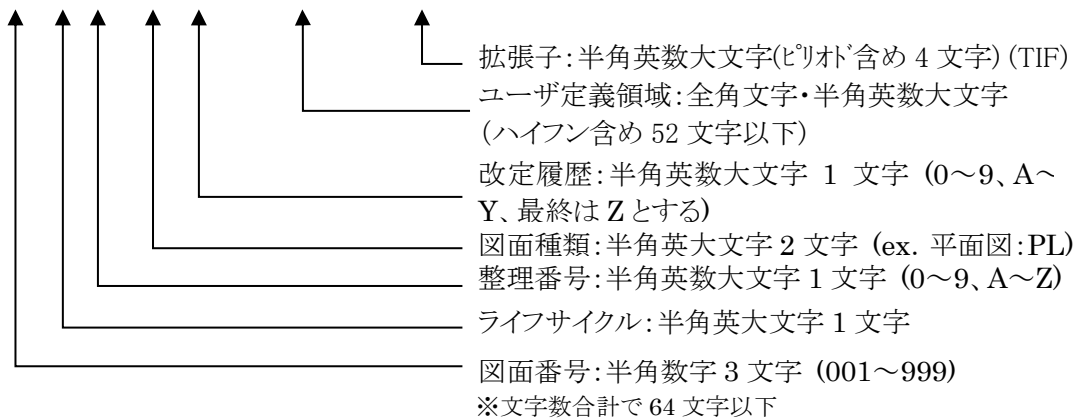 拡張子：半角英数大文字(ﾋﾟﾘｵﾄﾞ含め 4 文字) (TIF)
ユーザ定義領域：全角文字・半角英数大文字
（ハイフン含め 52 文字以下）
改定履歴：半角英数大文字 1 文字 (0～9、A～
Y、最終は Z とする)
図面種類：半角英大文字 2 文字 (ex. 平面図：PL)
整理番号：半角英数大文字 1 文字 (0～9、A～Z)
ライフサイクル：半角英大文字 1 文字
図面番号：半角数字 3 文字 (001～999)
※文字数合計で 64 文字以下